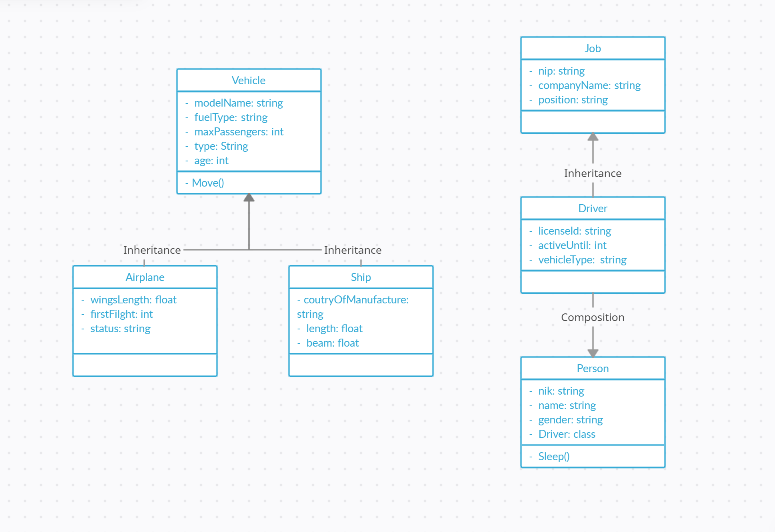 Vehicle
- modelName: string
- fuelType: string
- maxPassengers: int
- type: String
- age: int
- Move()
Inheritance
Inheritance
Airplane
- wingsLength: float
- firstFilght: int
- status: string
Ship
- coutryOfManufacture:
string
- length: float
- beam: float
Job
- nip: string
- companyName: string
- position: string
Inheritance
Driver
- licenseId: string
- activeUntil: int
- vehicleType: string
Composition
Person
- nik: string
- name: string
- gender: string
- Driver: class
- Sleep()